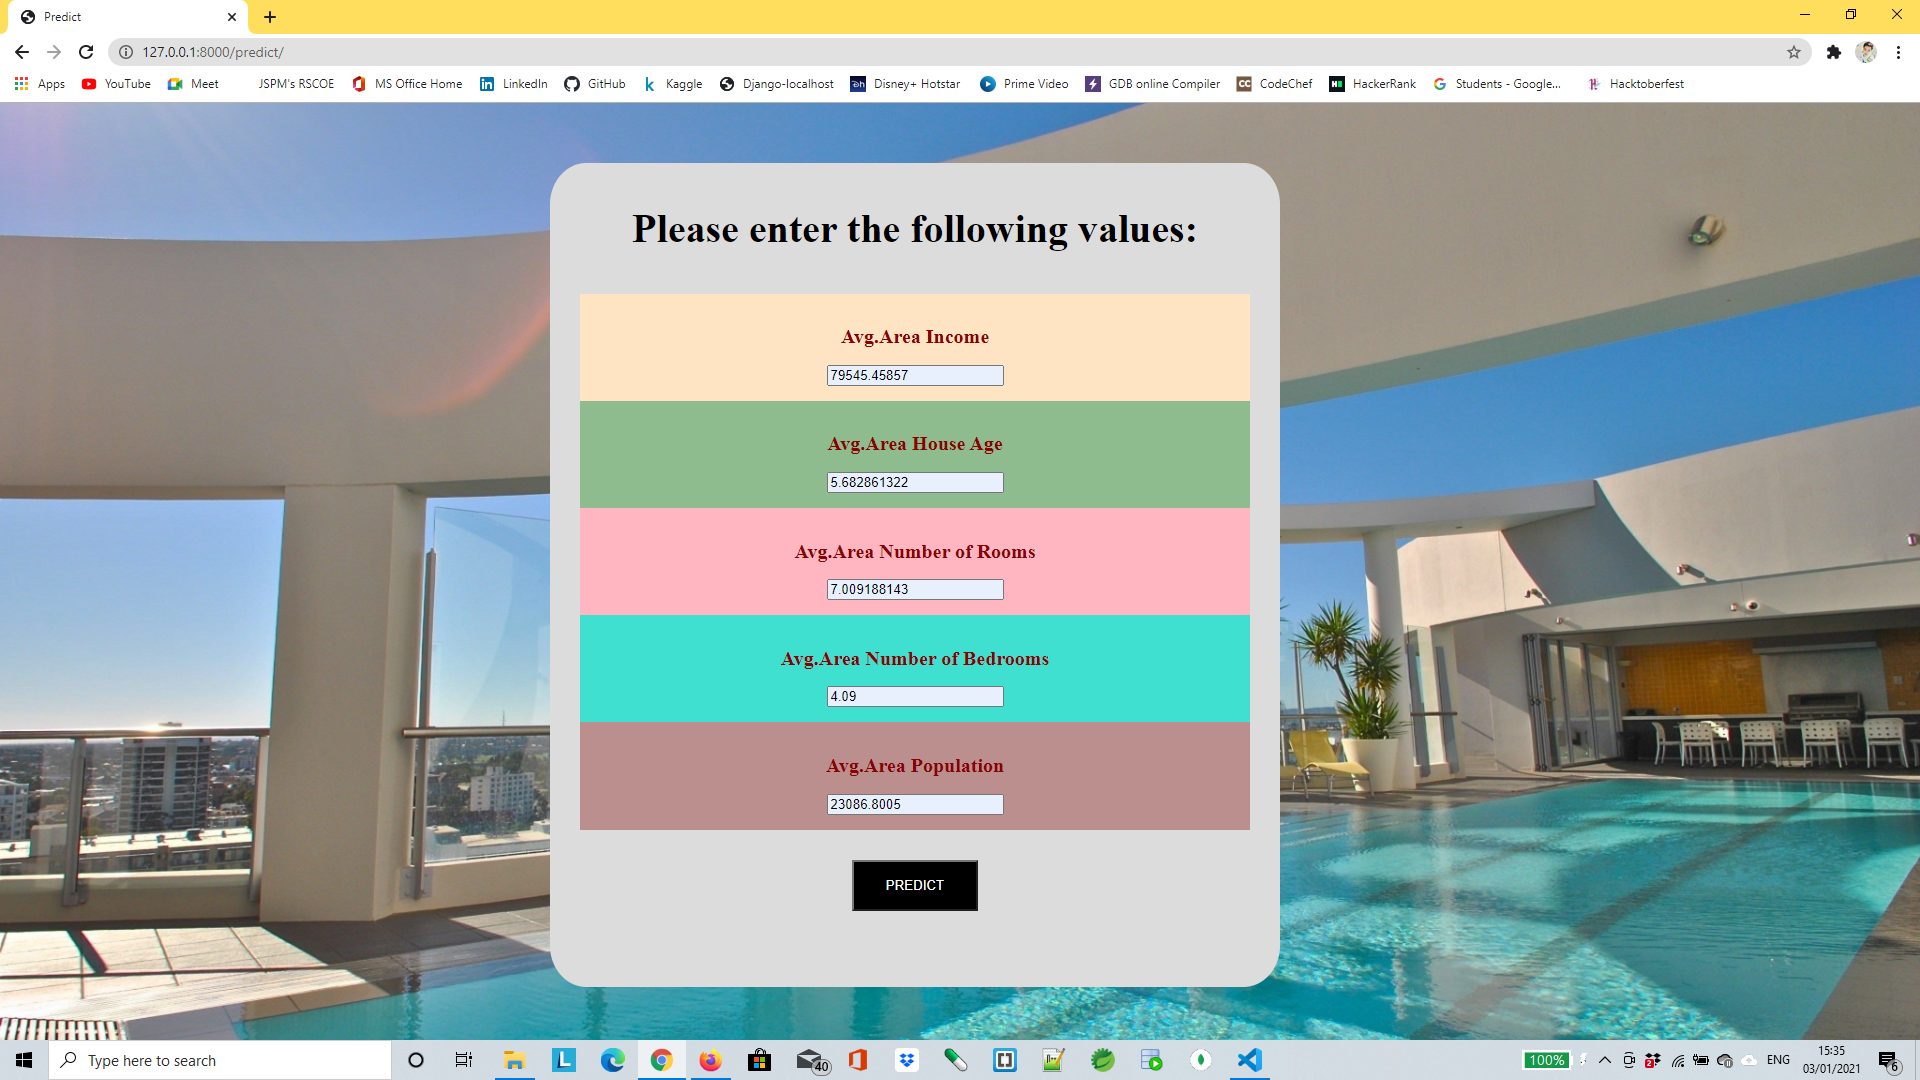 Predict
127.0.0.1:8000/predict/
Apps YouTube Meet JSPM's RSCOE MS Office Home LinkedIn GitHub Kaggle Django-localhost Disney+ Hotstar Prime Video GDB online Compiler CodeChef HackerRank Students - Google... Hacktoberfest
Please enter the following values:
Avg.Area Income
79545.45857
Avg.Area House Age
5.682861322
Avg.Area Number of Rooms
7.009188143
Avg.Area Number of Bedrooms
4.09
Avg.Area Population
23086.8005
PREDICT
Type here to search
40
100%
2
ENG
15:35
03/01/2021
6